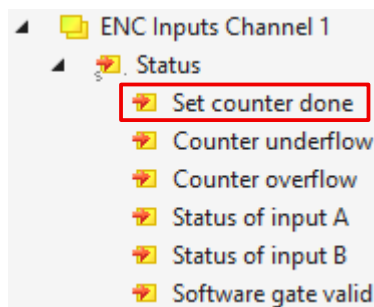 ENC Inputs Channel 1
Status
Set counter done
Counter underflow
Counter overflow
Status of input A
Status of input B
Software gate valid